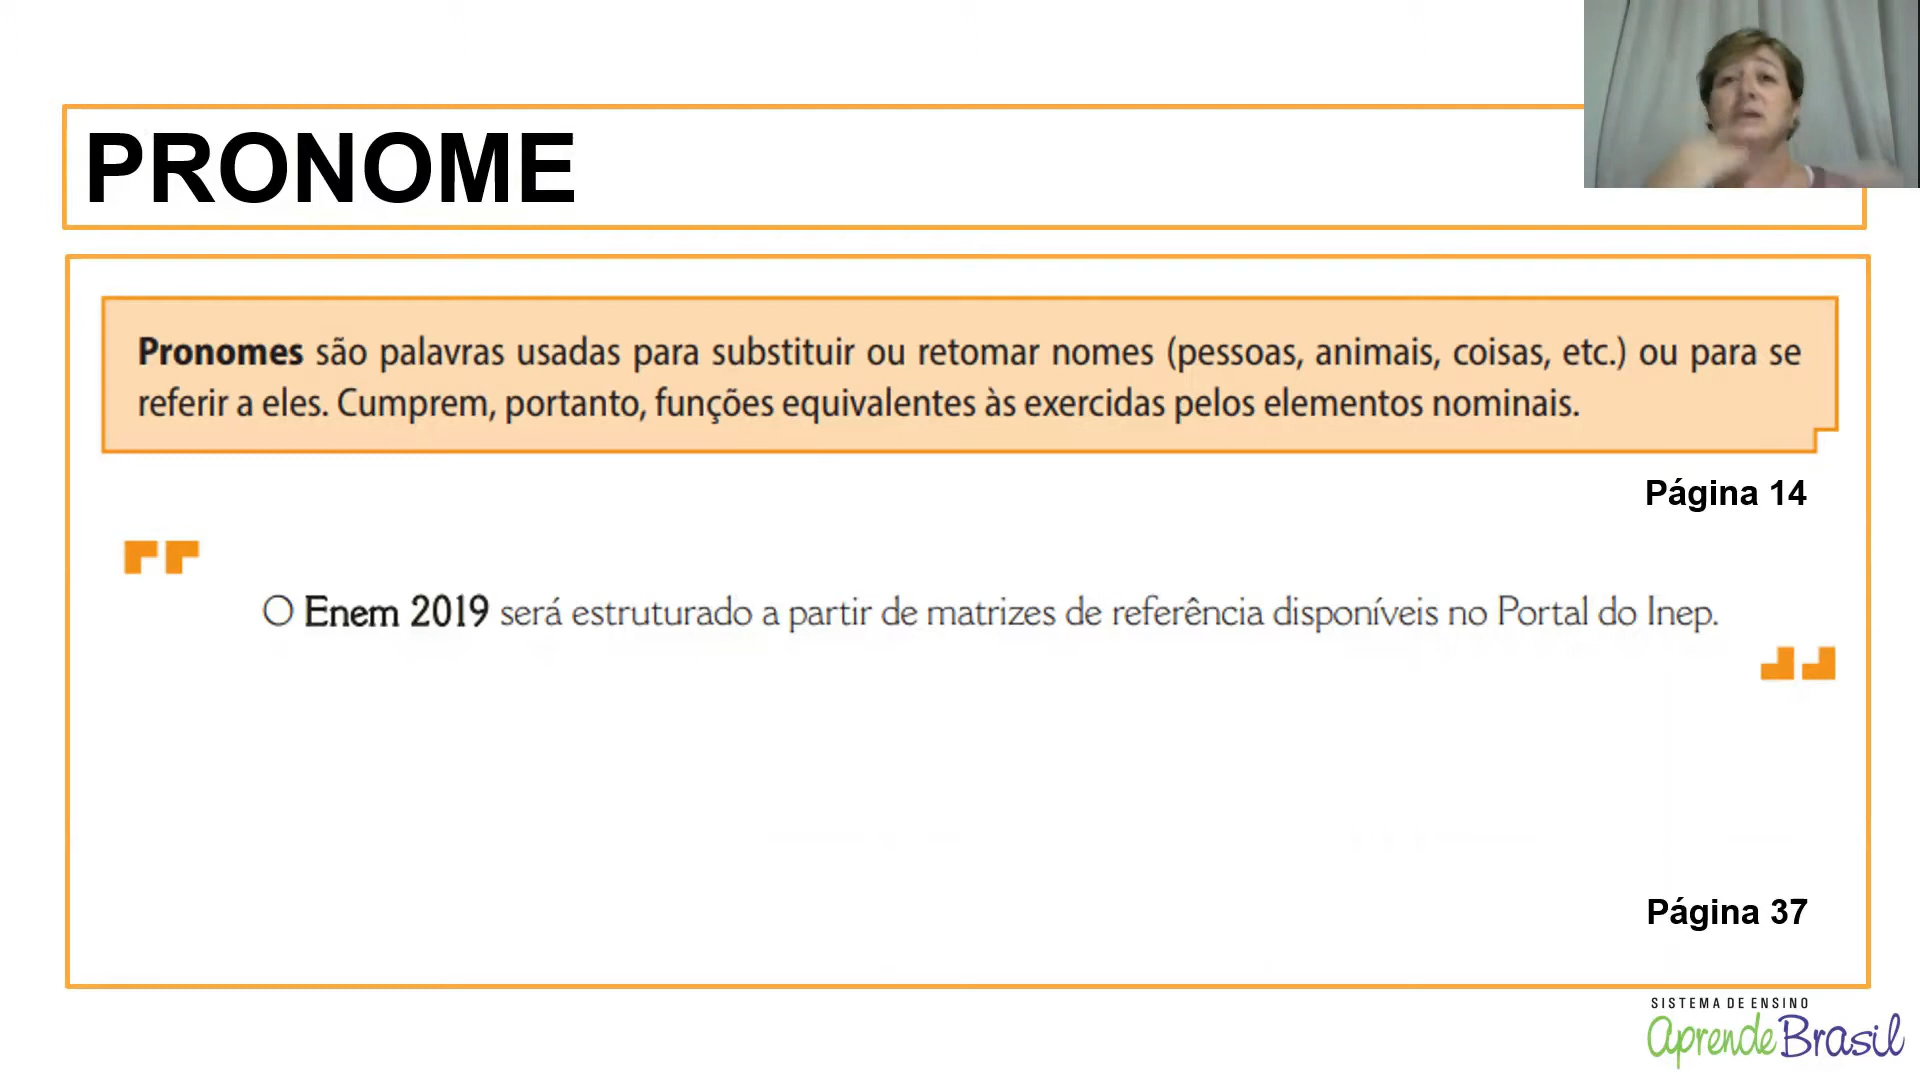 PRONOME
Pronomes são palavras usadas para substituir ou retomar nomes (pessoas, animais, coisas, etc.) ou para se
referir a eles. Cumprem, portanto, funções equivalentes às exercidas pelos elementos nominais.
Página 14
O Enem 2019 será estruturado a partir de matrizes de referência disponíveis no Portal do Inep.
Página 37
SISTEMA DE ENSINO
aprendeBrasil